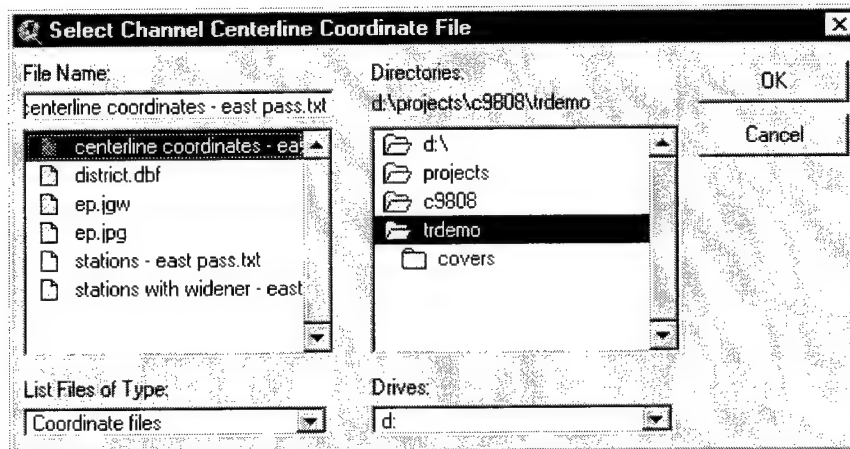 Select Channel Centerline Coordinate File
File Name:
centerline coordinates - east pass.txt
centerline coordinates - eas
district.dbf
ep.jgw
ep.jpg
stations - east pass.txt
stations with widener - east
List Files of Type:
Coordinate files
Directories:
d:\projects\c9808\trdemo
d:\
projects
c9808
trdemo
covers
Drives:
d:
OK
Cancel